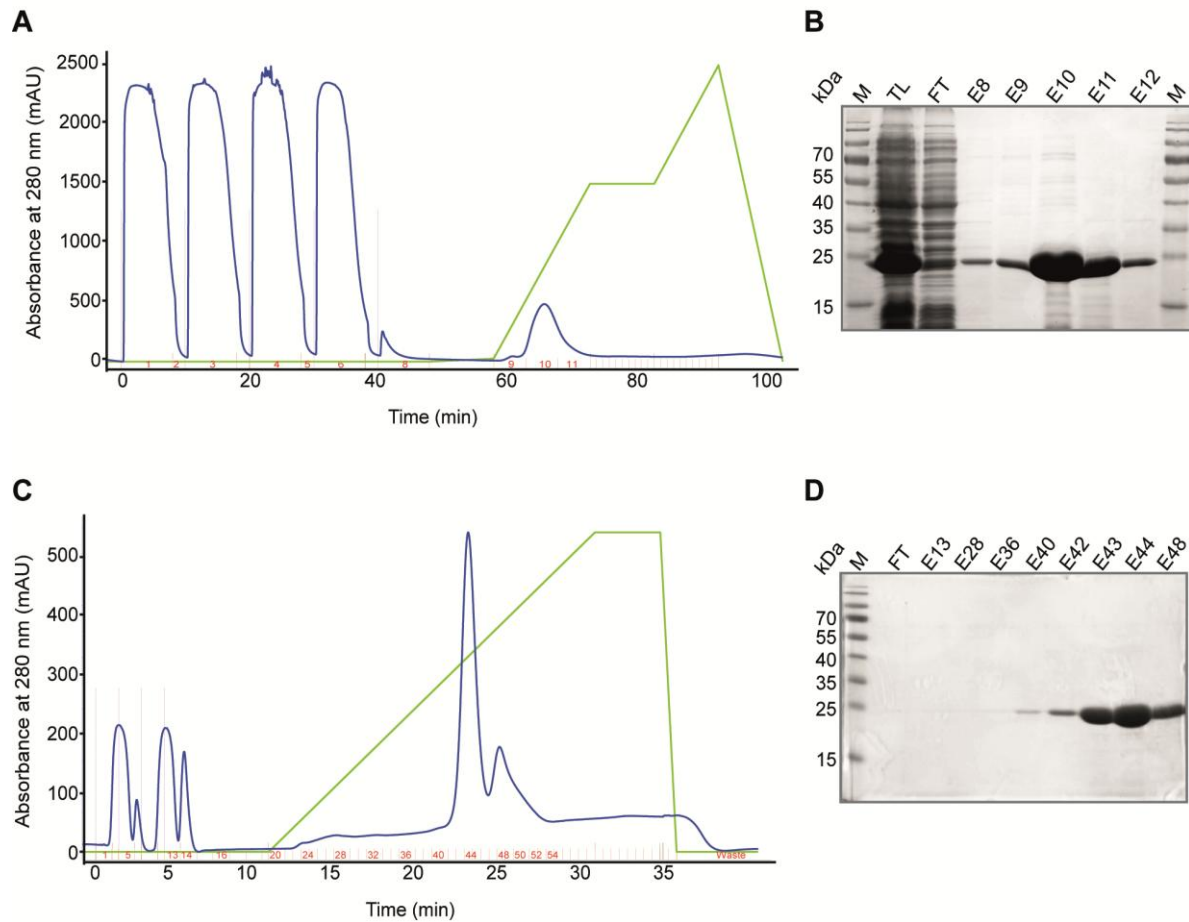 A
Absorbance at 280 nm (mAU)
2500
2000
1500
1000
500
0
1 2 3 4 5 6 8 9 10 11
0 20 40 60 80 100
Time (min)
B
kDa M TL FT E8 E9 E10 E11 E12 M
70
55
40
35
25
15
C
Absorbance at 280 nm (mAU)
500
400
300
200
100
0
1 5 13 14 16 20 24 28 32 36 40 44 48 50 52 54 Waste
0 5 10 15 20 25 30 35
Time (min)
D
kDa M FT E13 E28 E36 E40 E42 E43 E44 E48
70
55
40
35
25
15